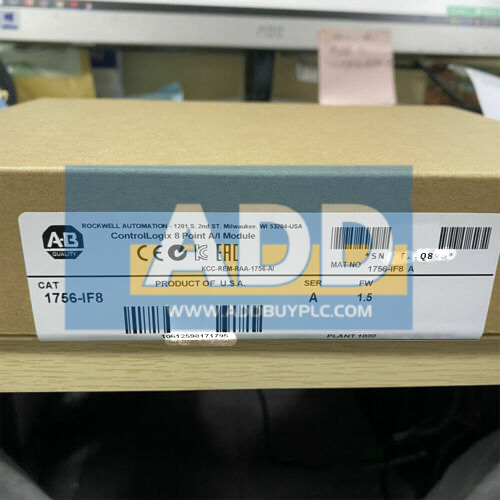 AOC
A-B
QUALITY
ROCKWELL AUTOMATION - 1201 S. 2nd ST. Milwaukee, WI 53204-USA
ControlLogix 8 Point A/I Module
CE EAC
KCC-REM-RAA-1756-AI
*SN
MAT NO 1756-IF8 A
CAT
1756-IF8
PRODUCT OF U.S.A.
SER
A
FW
1.5
10612598171795
PLANT 1020
ADD
WWW.ADDBUYPLC.COM